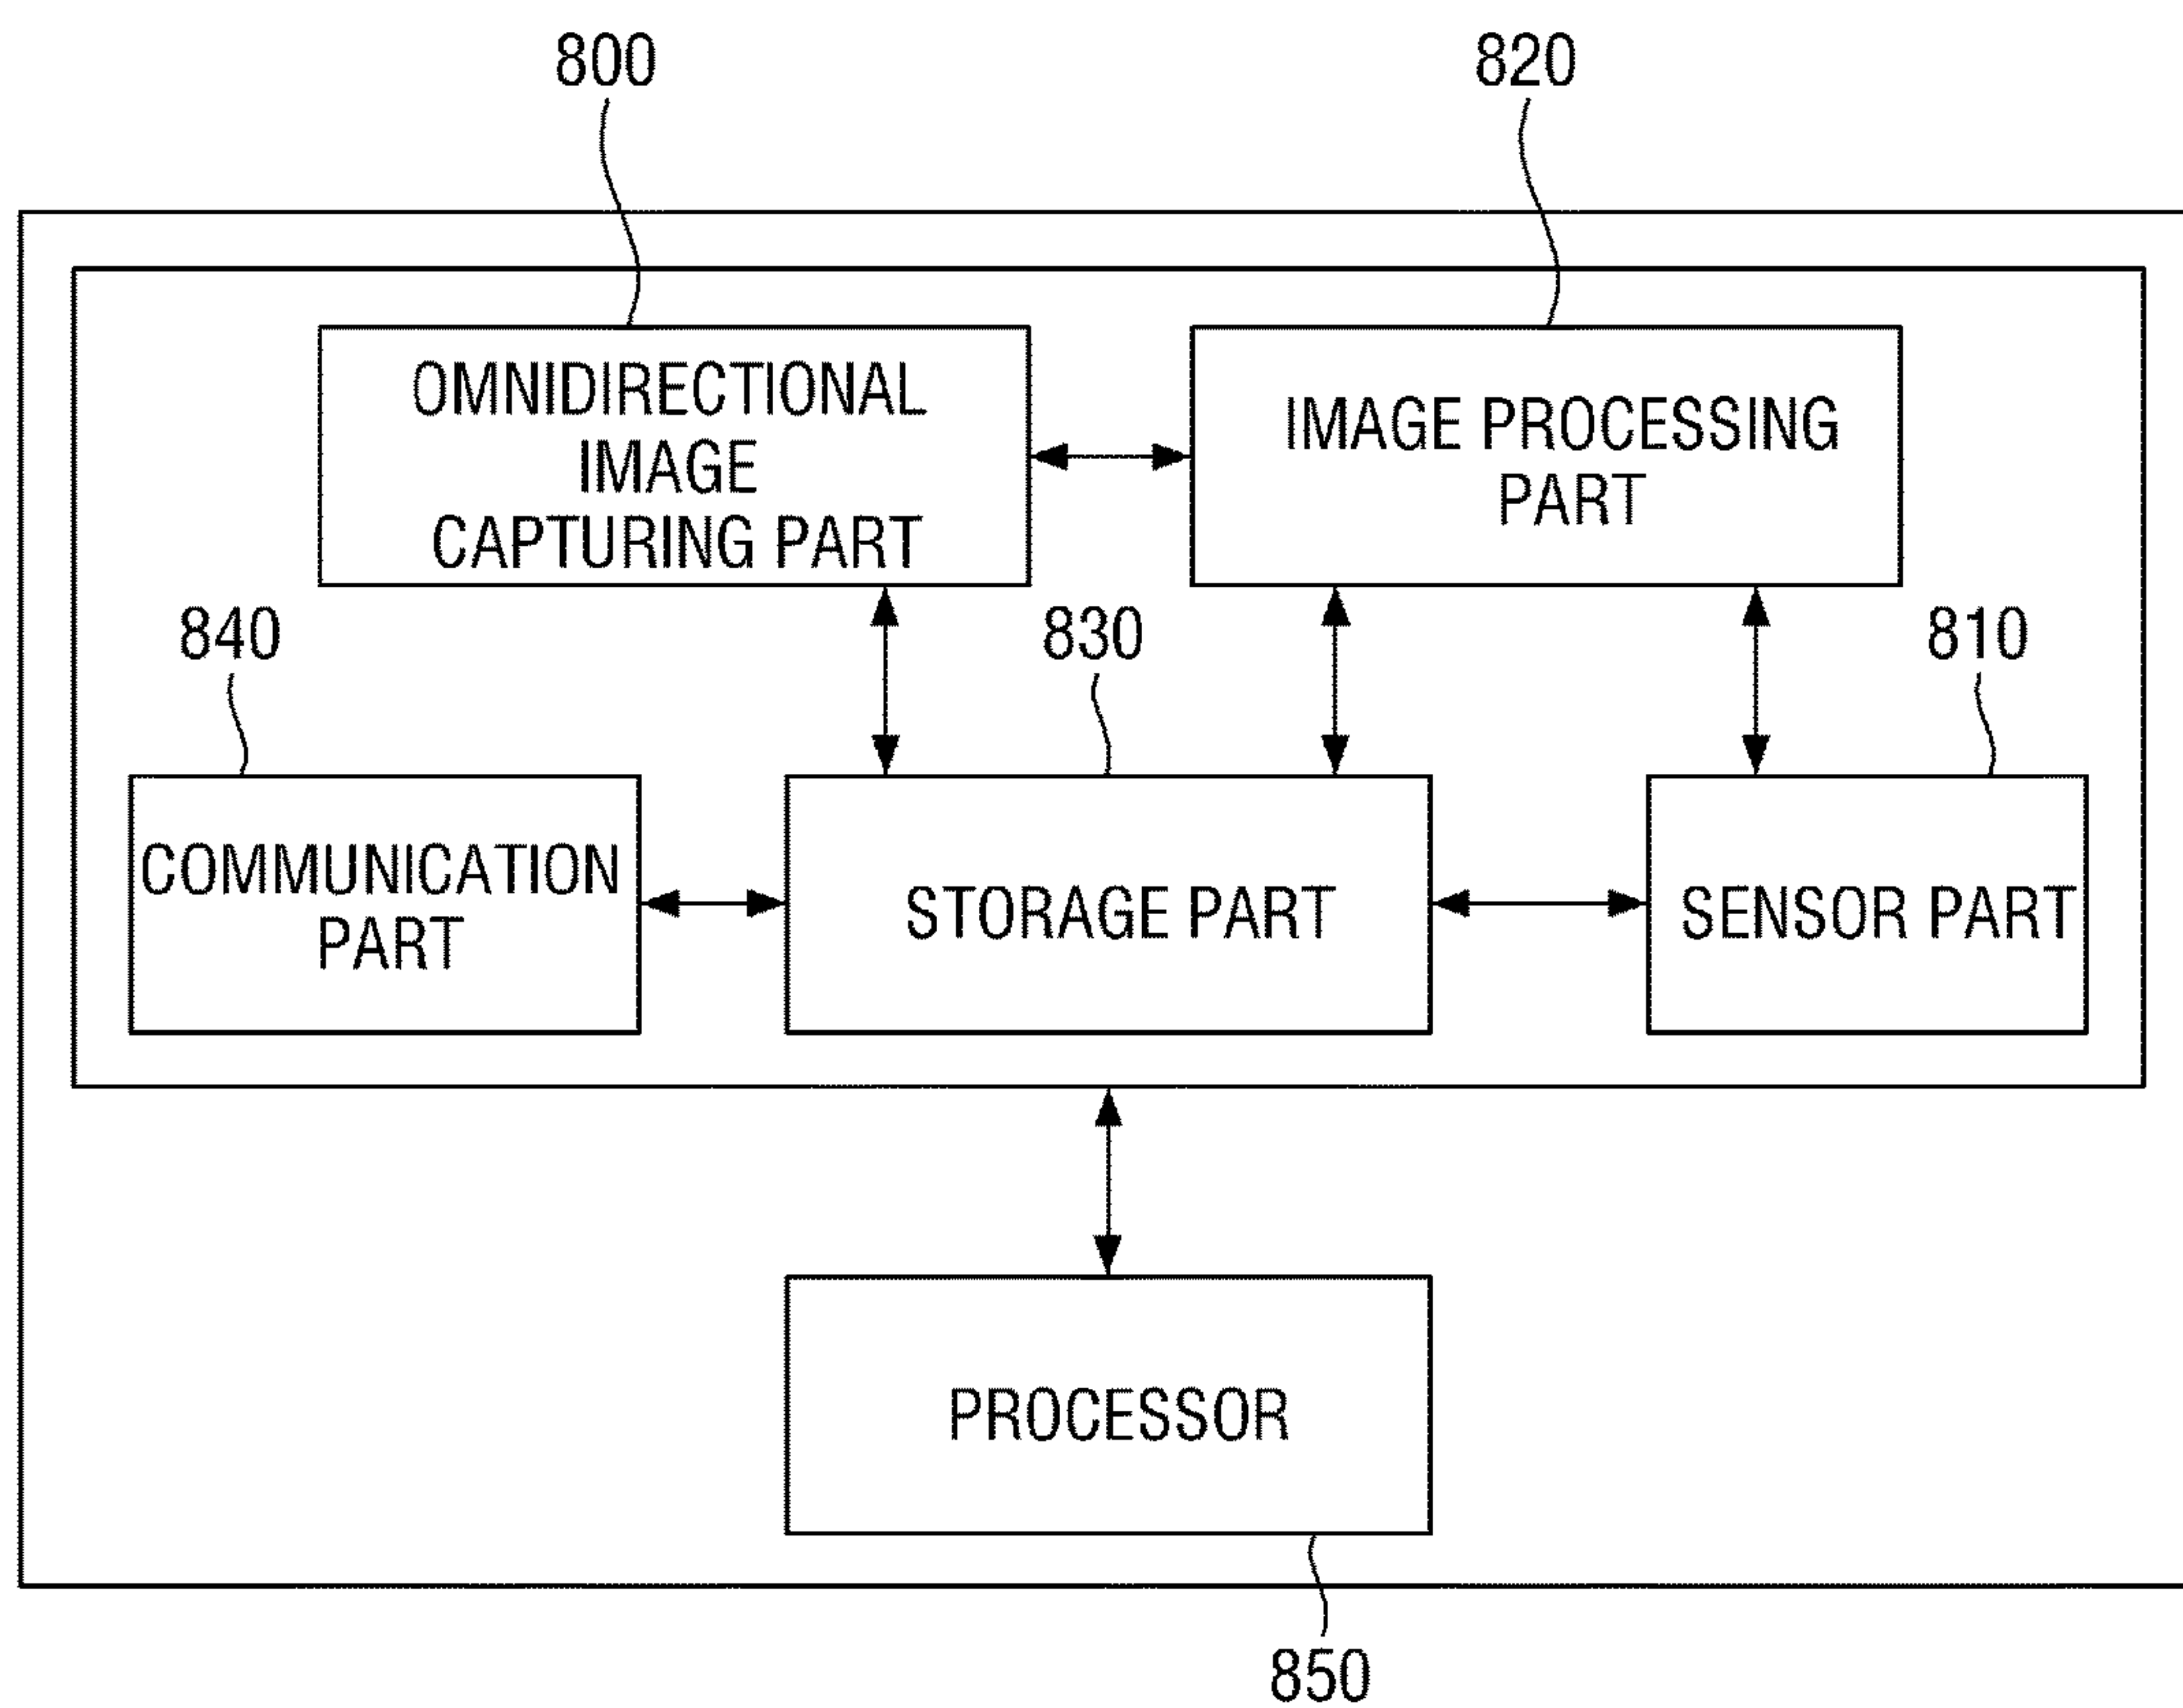 800
820
OMNIDIRECTIONAL
IMAGE
CAPTURING PART
IMAGE PROCESSING
PART
840
830
810
COMMUNICATION
PART
STORAGE PART
SENSOR PART
PROCESSOR
850